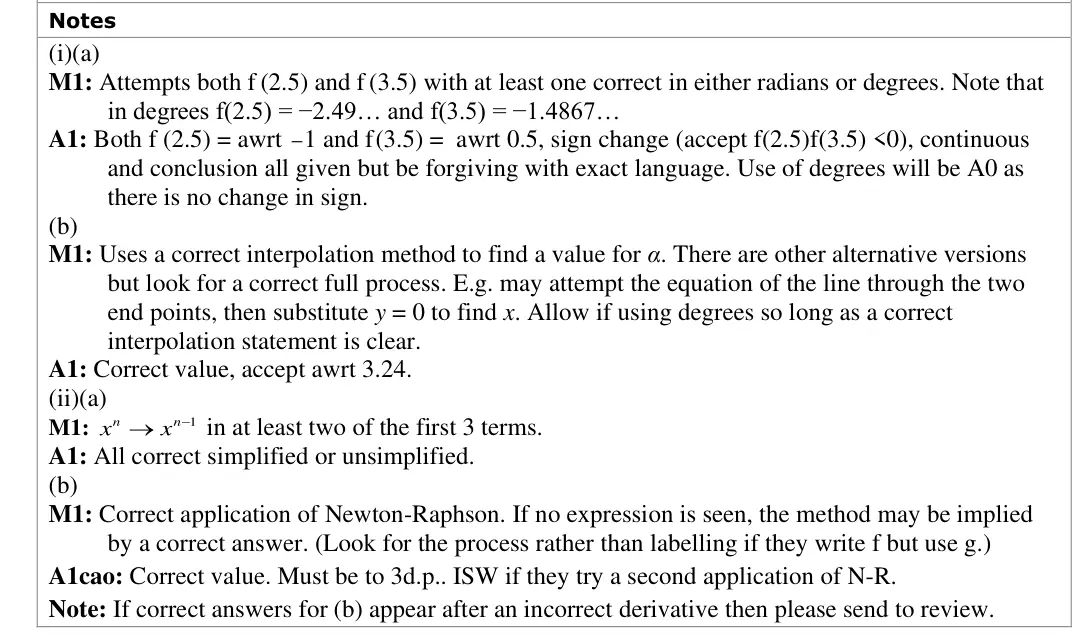 Notes
(i)(a)
M1: Attempts both f (2.5) and f (3.5) with at least one correct in either radians or degrees. Note that
in degrees f(2.5) = −2.49… and f(3.5) = −1.4867…
A1: Both f (2.5) = awrt −1 and f (3.5) =  awrt 0.5, sign change (accept f(2.5)f(3.5) <0), continuous
and conclusion all given but be forgiving with exact language. Use of degrees will be A0 as
there is no change in sign.
(b)
M1: Uses a correct interpolation method to find a value for α. There are other alternative versions
but look for a correct full process. E.g. may attempt the equation of the line through the two
end points, then substitute y = 0 to find x. Allow if using degrees so long as a correct
interpolation statement is clear.
A1: Correct value, accept awrt 3.24.
(ii)(a)
M1: xⁿ → xⁿ⁻¹ in at least two of the first 3 terms.
A1: All correct simplified or unsimplified.
(b)
M1: Correct application of Newton-Raphson. If no expression is seen, the method may be implied
by a correct answer. (Look for the process rather than labelling if they write f but use g.)
A1cao: Correct value. Must be to 3d.p.. ISW if they try a second application of N-R.
Note: If correct answers for (b) appear after an incorrect derivative then please send to review.